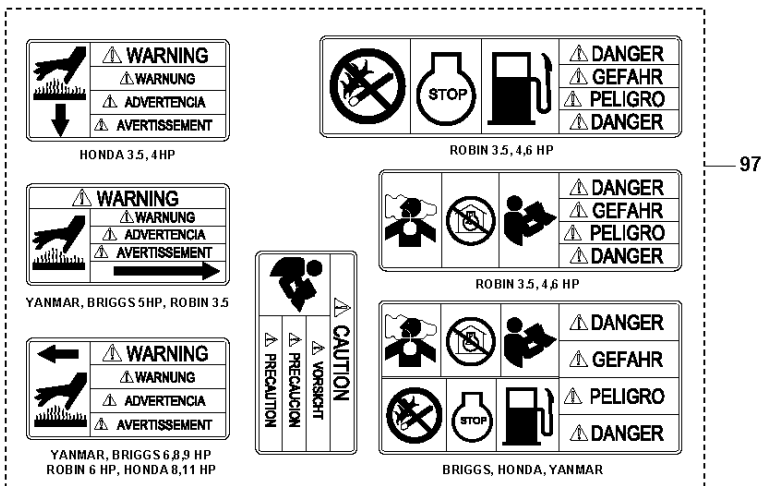 WARNING
WARNUNG
ADVERTENCIA
AVERTISSEMENT
HONDA 3.5, 4HP
WARNING
WARNUNG
ADVERTENCIA
AVERTISSEMENT
YANMAR, BRIGGS 5HP, ROBIN 3.5
WARNING
WARNUNG
ADVERTENCIA
AVERTISSEMENT
YANMAR, BRIGGS 6,8,9 HP
ROBIN 6 HP, HONDA 8,11 HP
CAUTION
VORSICHT
PRECAUCION
PRECAUTION
STOP
DANGER
GEFAHR
PELIGRO
DANGER
ROBIN 3.5, 4,6 HP
DANGER
GEFAHR
PELIGRO
DANGER
ROBIN 3.5, 4,6 HP
STOP
DANGER
GEFAHR
PELIGRO
DANGER
BRIGGS, HONDA, YANMAR
97